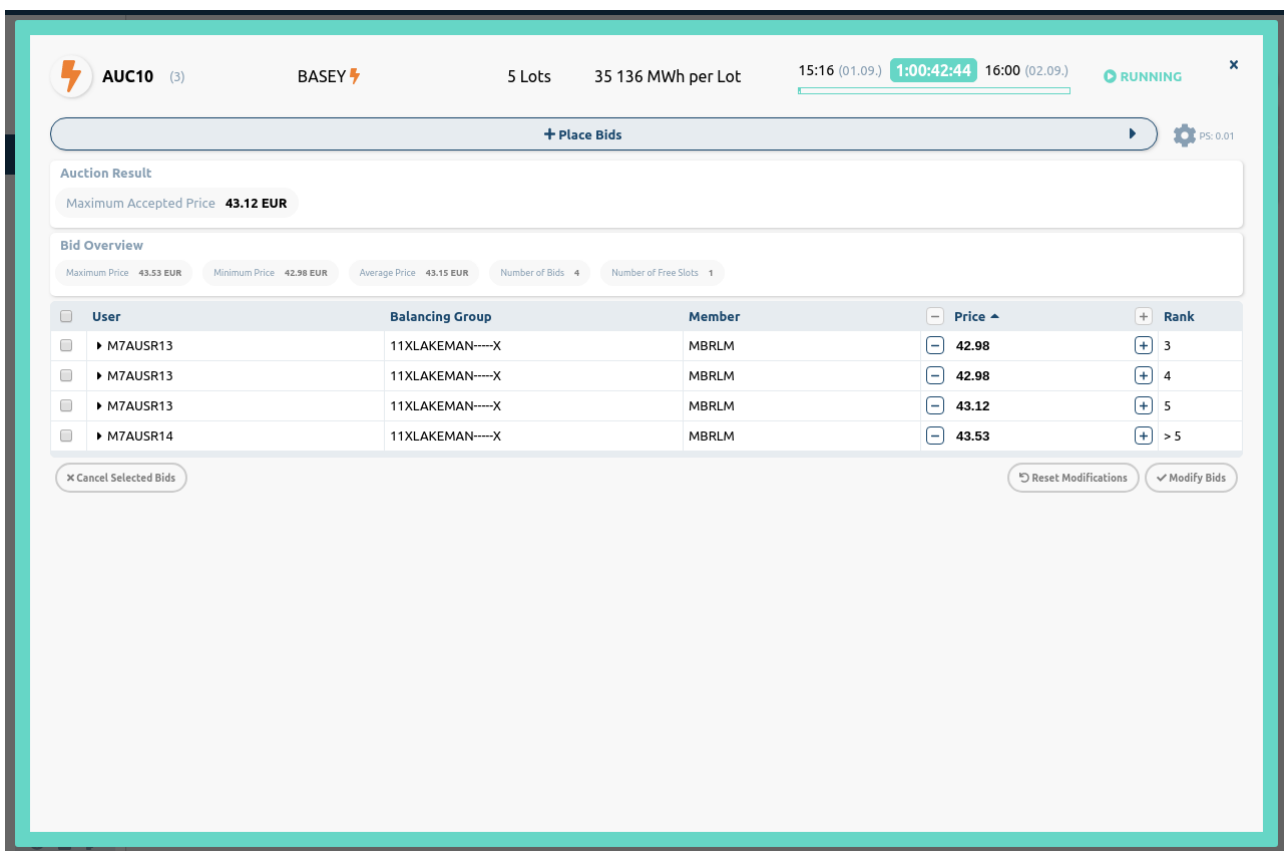 AUC10 (3) BASEY 5 Lots 35 136 MWh per Lot 15:16 (01.09.) 1:00:42:44 16:00 (02.09.) RUNNING
Place Bids PS: 0.01
Auction Result
Maximum Accepted Price 43.12 EUR
Bid Overview
Maximum Price 43.53 EUR Minimum Price 42.98 EUR Average Price 43.15 EUR Number of Bids 4 Number of Free Slots 1
User Balancing Group Member Price Rank
M7AUSR13 11XLAKEMAN-----X MBRLM 42.98 3
M7AUSR13 11XLAKEMAN-----X MBRLM 42.98 4
M7AUSR13 11XLAKEMAN-----X MBRLM 43.12 5
M7AUSR14 11XLAKEMAN-----X MBRLM 43.53 > 5
Cancel Selected Bids Reset Modifications Modify Bids